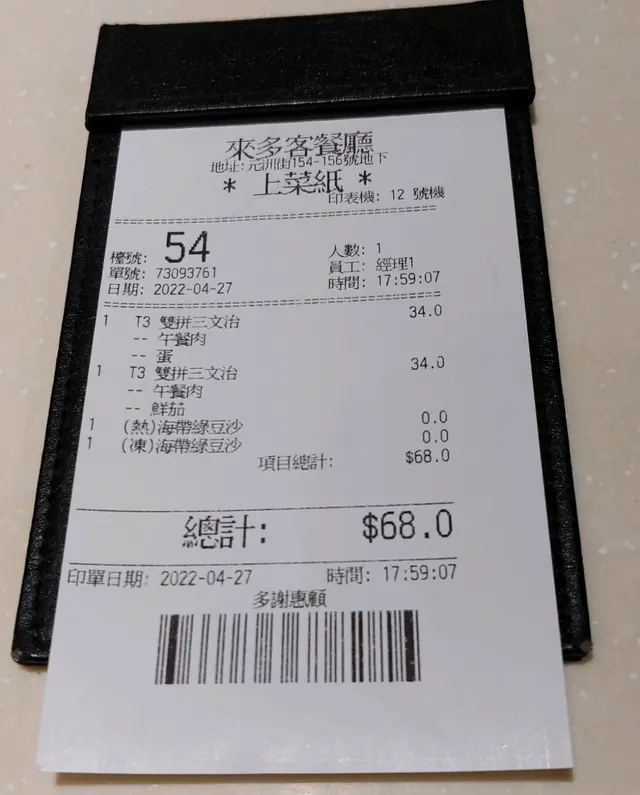 來多客餐廳
地址:元洲街154-156號地下
* 上菜紙 *
印表機: 12 號機
檯號: 54
人數: 1
單號: 73093761
員工: 經理1
日期: 2022-04-27
時間: 17:59:07
1 T3 雙拼三文治 34.0
-- 午餐肉
-- 蛋
1 T3 雙拼三文治 34.0
-- 午餐肉
-- 鮮茄
1 (熱)海帶綠豆沙 0.0
1 (凍)海帶綠豆沙 0.0
項目總計: $68.0
總計: $68.0
印單日期: 2022-04-27 時間: 17:59:07
多謝惠顧